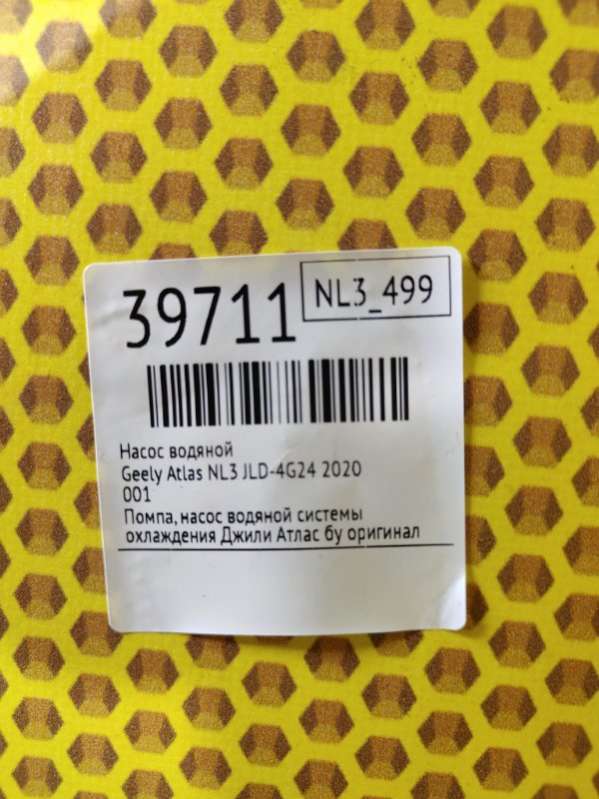 39711
NL3_499
Насос водяной
Geely Atlas NL3 JLD-4G24 2020
001
Помпа, насос водяной системы
охлаждения Джили Атлас бу оригинал